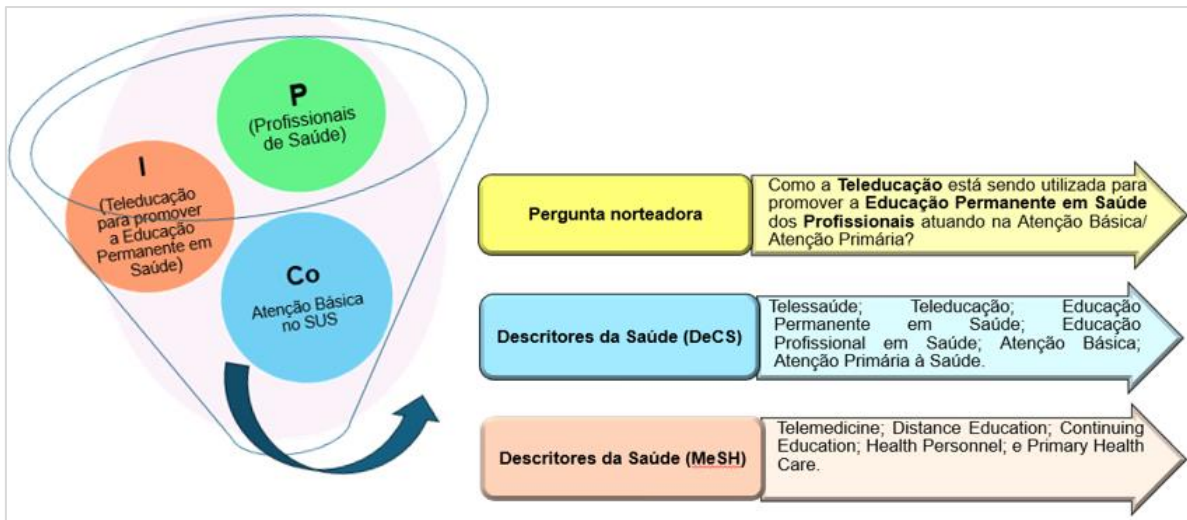 P
(Profissionais
de Saúde)
I
(Teleducação
para promover
a Educação
Permanente em
Saúde)
Co
Atenção Básica
no SUS
Pergunta norteadora
Como a Teleducação está sendo utilizada para
promover a Educação Permanente em Saúde
dos Profissionais atuando na Atenção Básica/
Atenção Primária?
Descritores da Saúde (DeCS)
Telessaúde; Teleducação; Educação
Permanente em Saúde; Educação
Profissional em Saúde; Atenção Básica;
Atenção Primária à Saúde.
Descritores da Saúde (MeSH)
Telemedicine; Distance Education; Continuing
Education; Health Personnel; e Primary Health
Care.